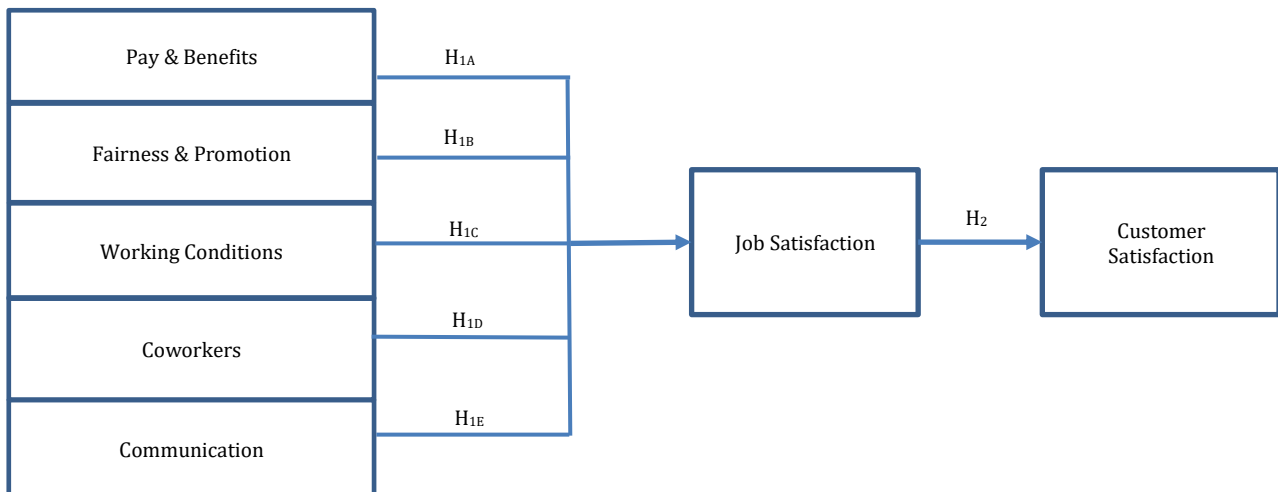 Pay & Benefits
H1A
Fairness & Promotion
H1B
Working Conditions
H1C
Coworkers
H1D
Communication
H1E
Job Satisfaction
H2
Customer
Satisfaction